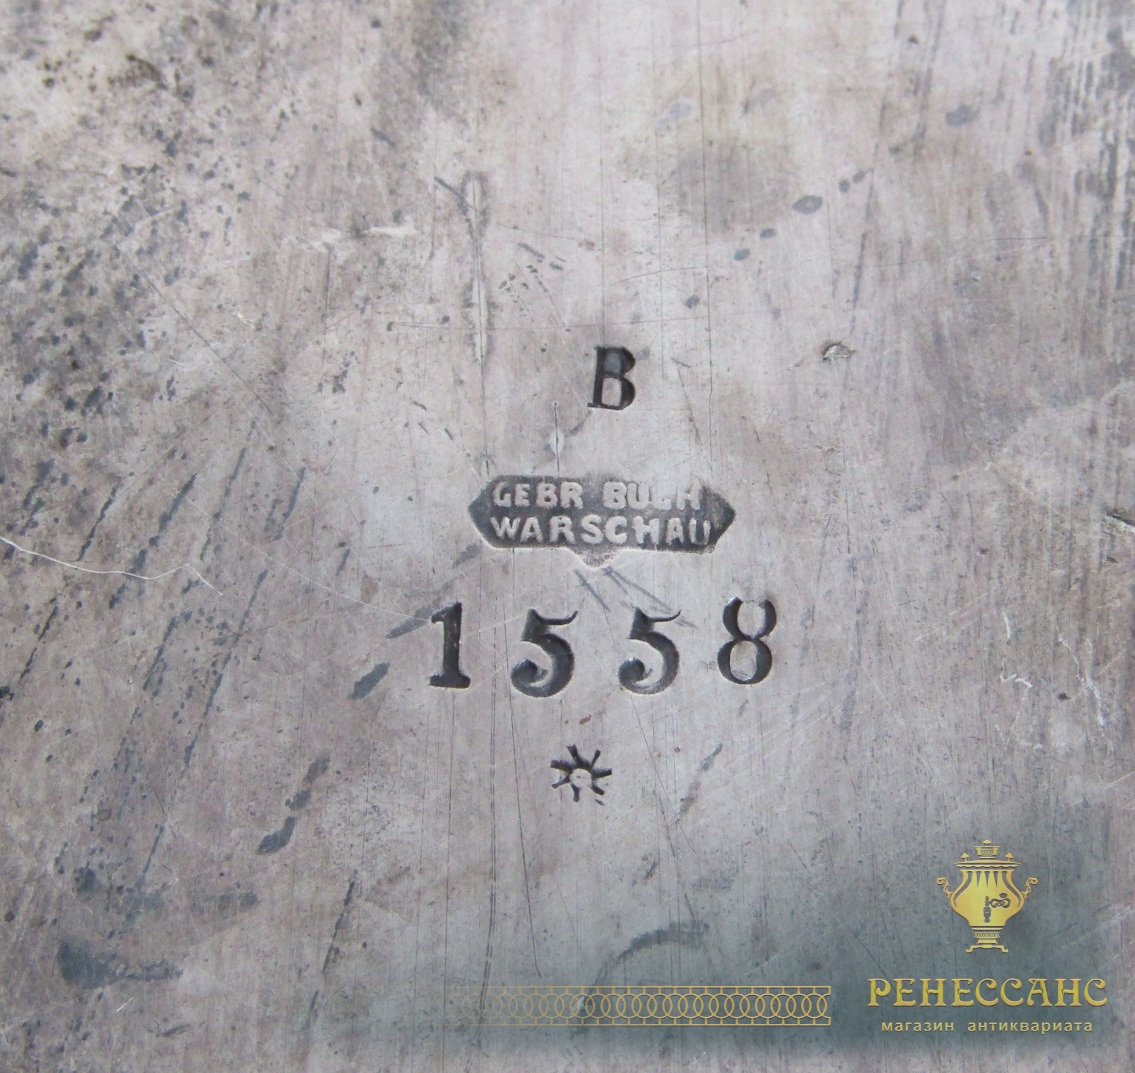 B
GEBR BUCH
WARSCHAU
1558
РЕНЕССАНС
магазин антиквариата